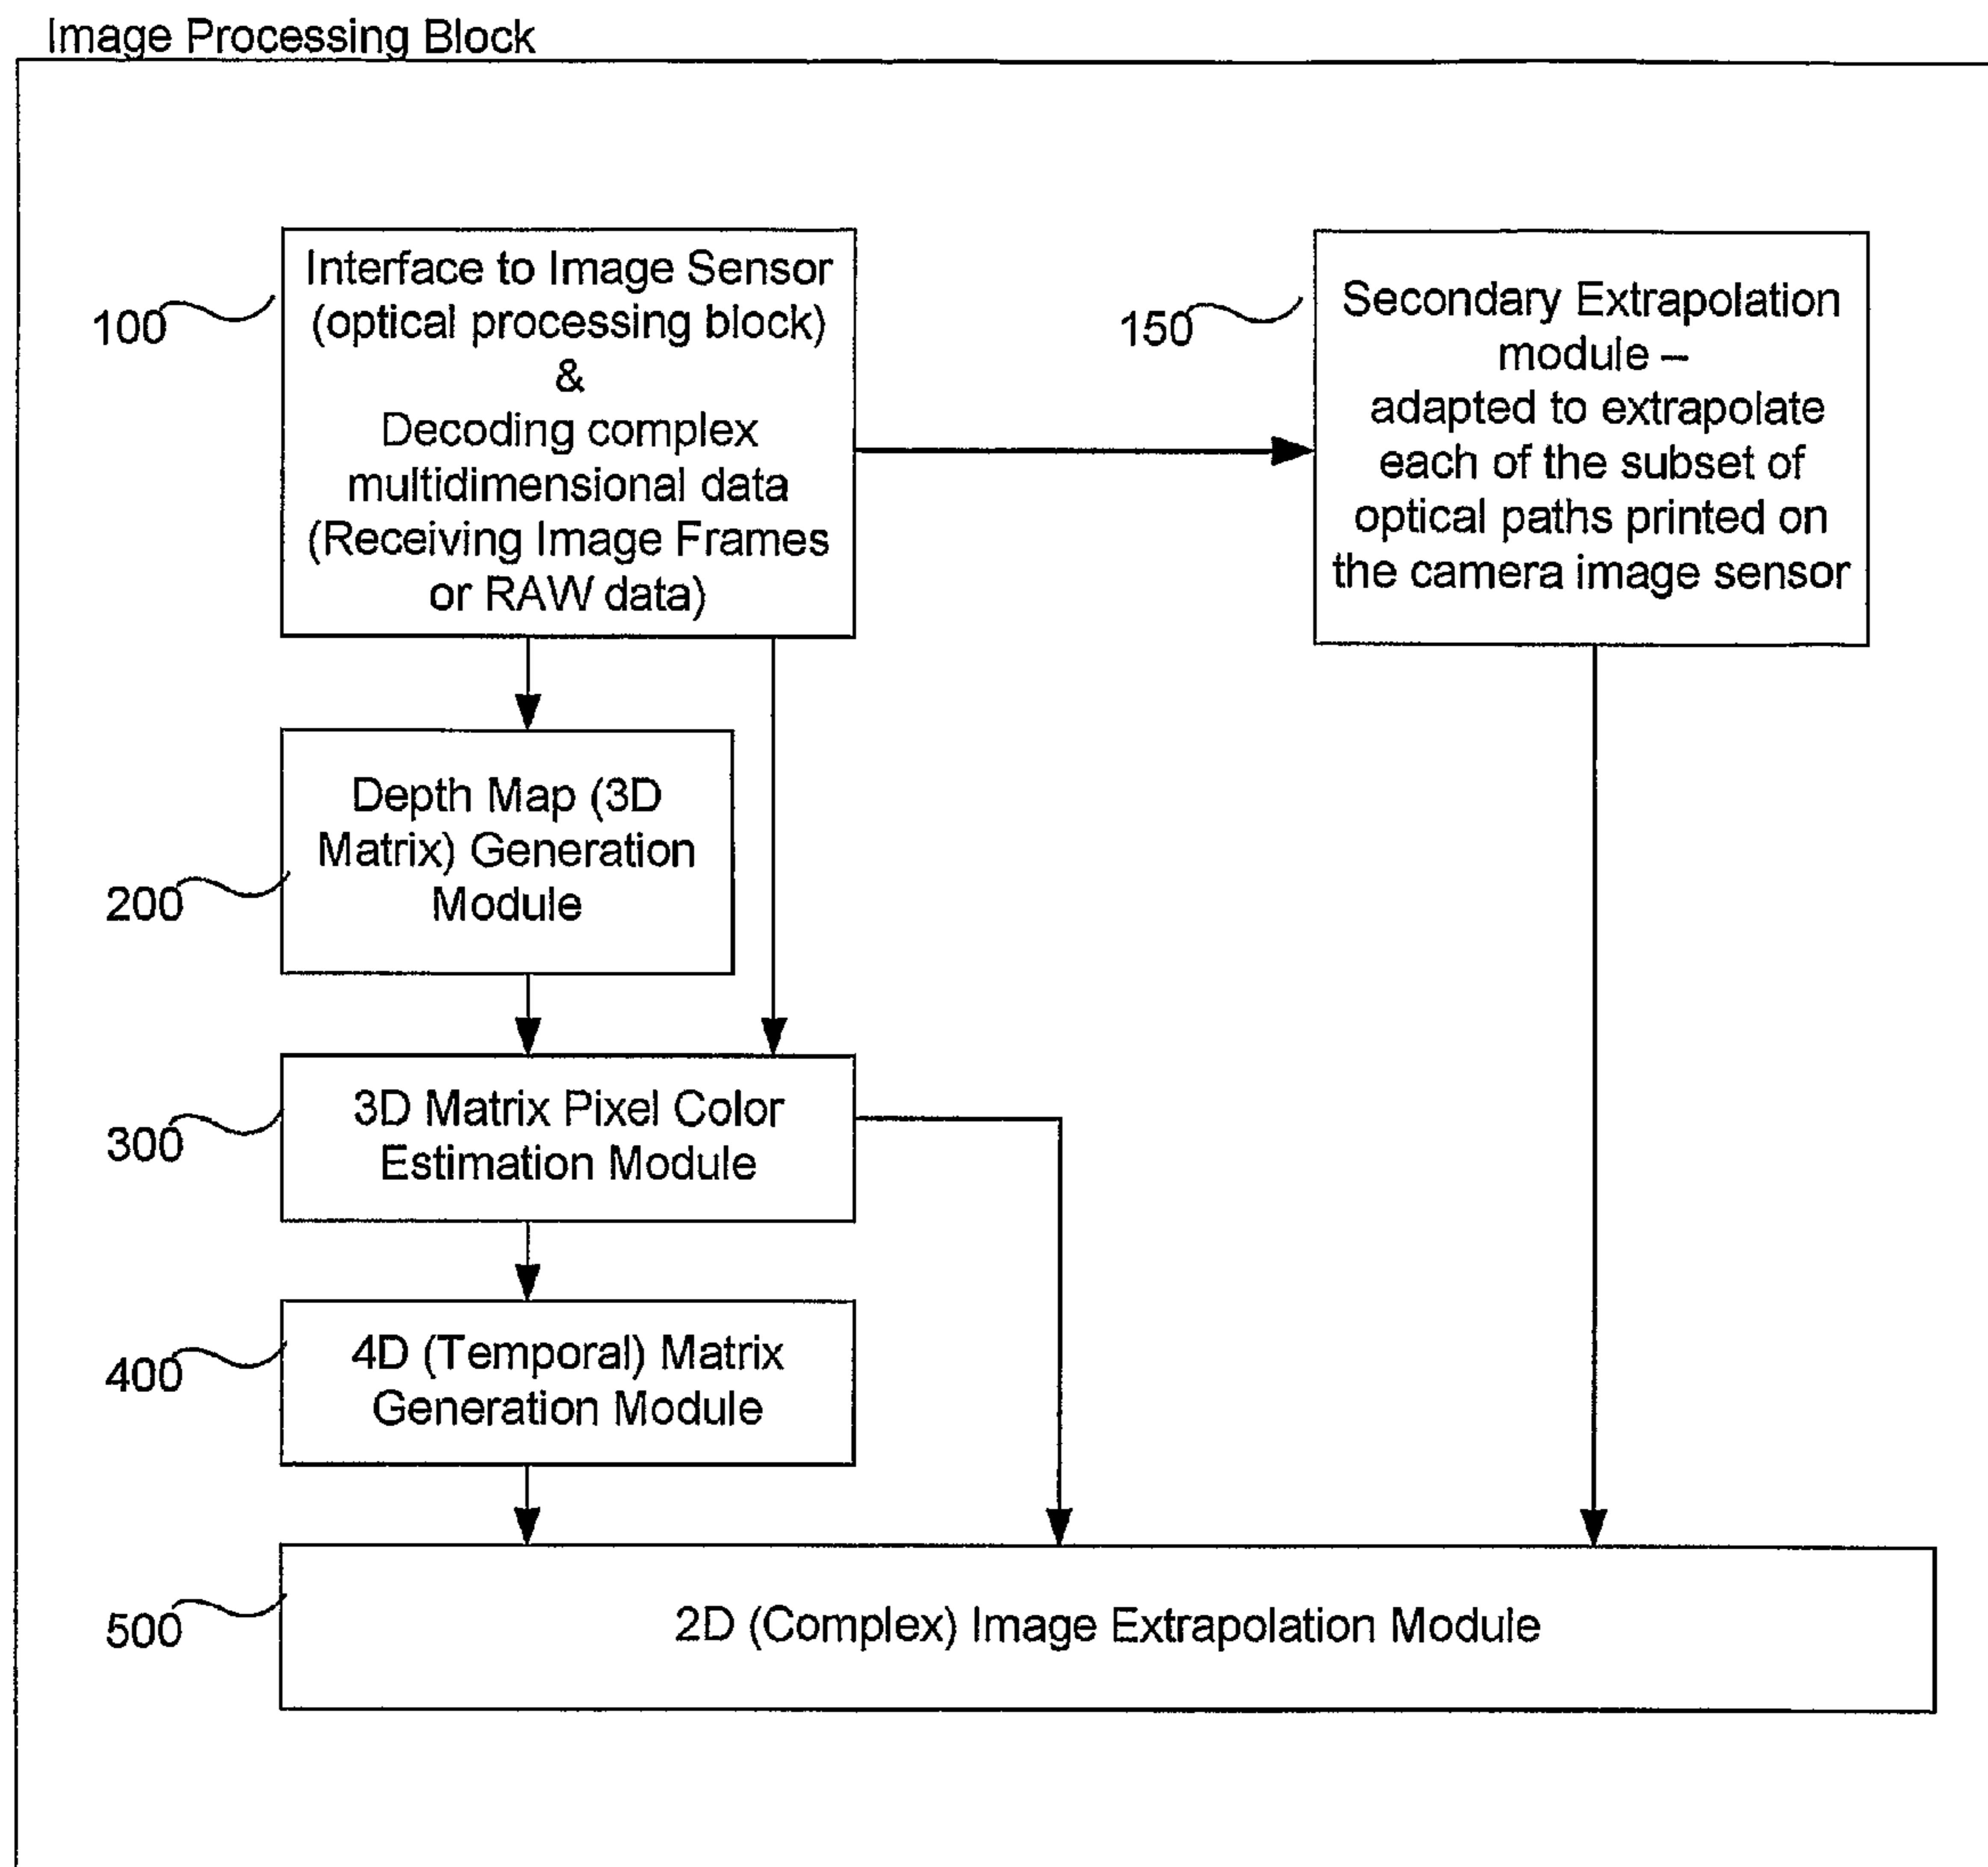 Image Processing Block
100
Interface to Image Sensor
(optical processing block)
&
Decoding complex
multidimensional data
(Receiving Image Frames
or RAW data)
150
Secondary Extrapolation
module –
adapted to extrapolate
each of the subset of
optical paths printed on
the camera image sensor
200
Depth Map (3D
Matrix) Generation
Module
300
3D Matrix Pixel Color
Estimation Module
400
4D (Temporal) Matrix
Generation Module
500
2D (Complex) Image Extrapolation Module